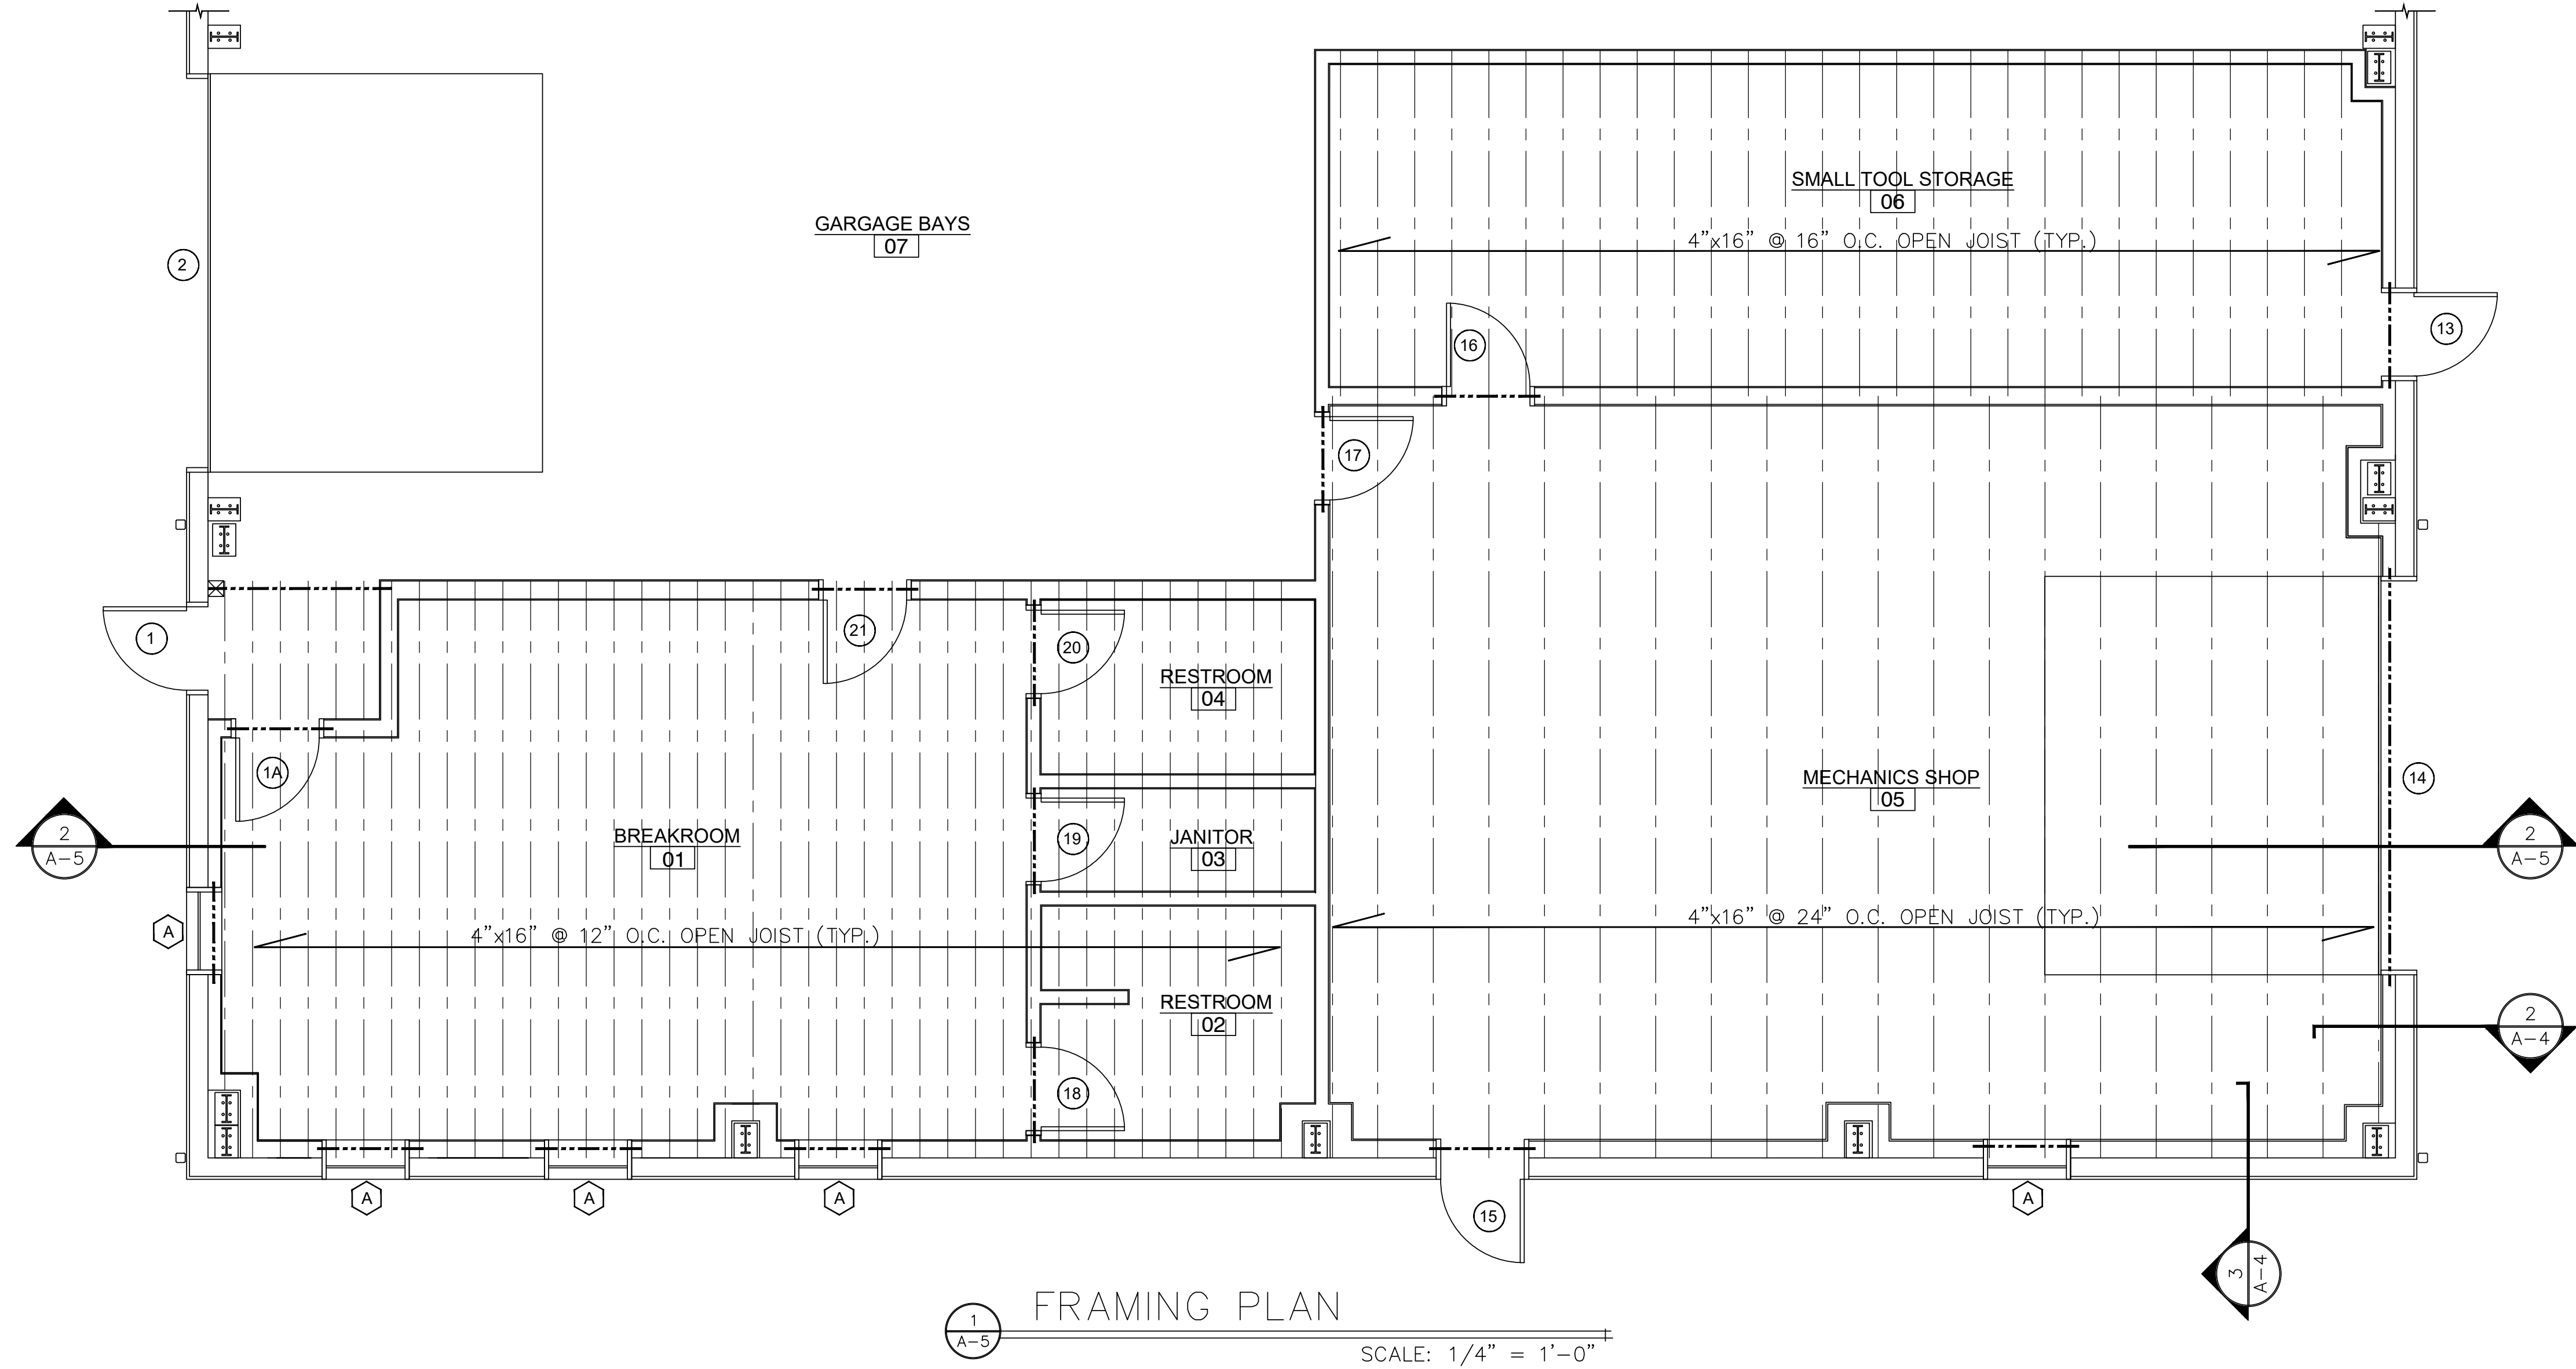 GARGAGE BAYS
07
SMALL TOOL STORAGE
06
4"x16" @ 16" O.C. OPEN JOIST (TYP.)
2
13
16
17
1
21
20
RESTROOM
04
1A
BREAKROOM
01
19
JANITOR
03
MECHANICS SHOP
05
14
2
A-5
2
A-5
A
4"x16" @ 12" O.C. OPEN JOIST (TYP.)
4"x16" @ 24" O.C. OPEN JOIST (TYP.)
RESTROOM
02
18
2
A-4
A
A
A
15
A
3
A-4
1
A-5
FRAMING PLAN
SCALE: 1/4" = 1'-0"